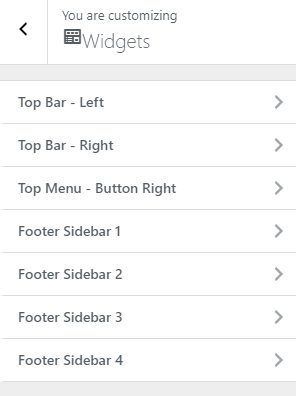 You are customizing
Widgets
Top Bar - Left
Top Bar - Right
Top Menu - Button Right
Footer Sidebar 1
Footer Sidebar 2
Footer Sidebar 3
Footer Sidebar 4